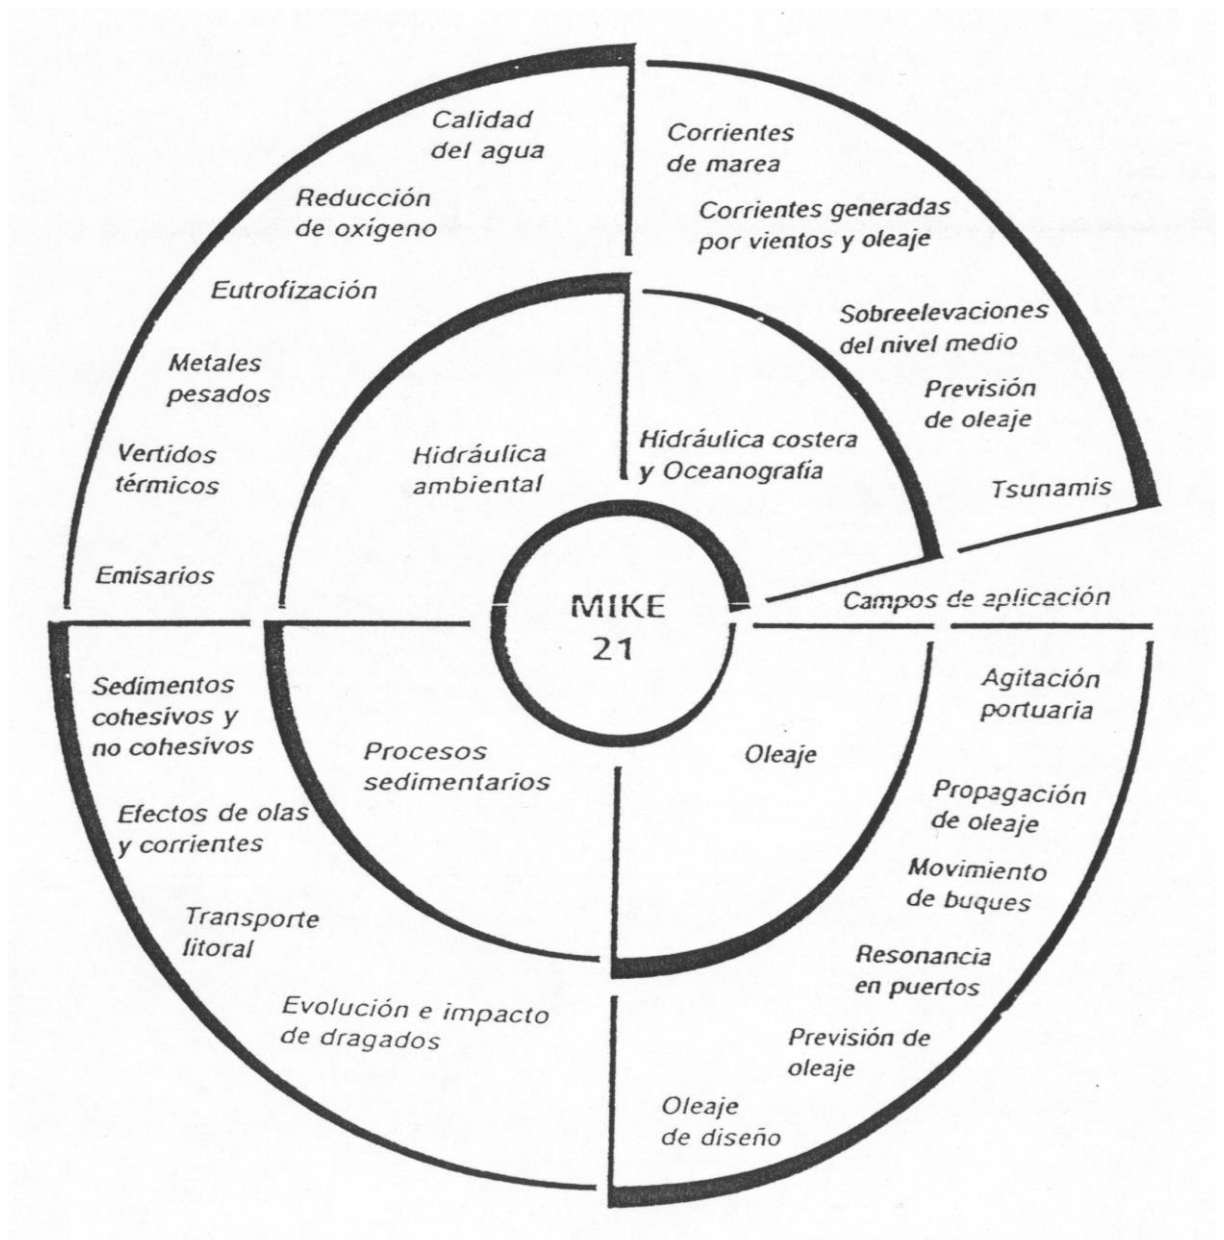 Calidad
del agua
Reducción
de oxígeno
Eutrofización
Metales
pesados
Vertidos
térmicos
Emisarios
Corrientes
de marea
Corrientes generadas
por vientos y oleaje
Sobreelevaciones
del nivel medio
Previsión
de oleaje
Tsunamis
Hidráulica
ambiental
Hidráulica costera
y Oceanografía
MIKE
21
Campos de aplicación
Procesos
sedimentarios
Oleaje
Sedimentos
cohesivos y
no cohesivos
Efectos de olas
y corrientes
Transporte
litoral
Evolución e impacto
de dragados
Agitación
portuaria
Propagación
de oleaje
Movimiento
de buques
Resonancia
en puertos
Previsión de
oleaje
Oleaje
de diseño